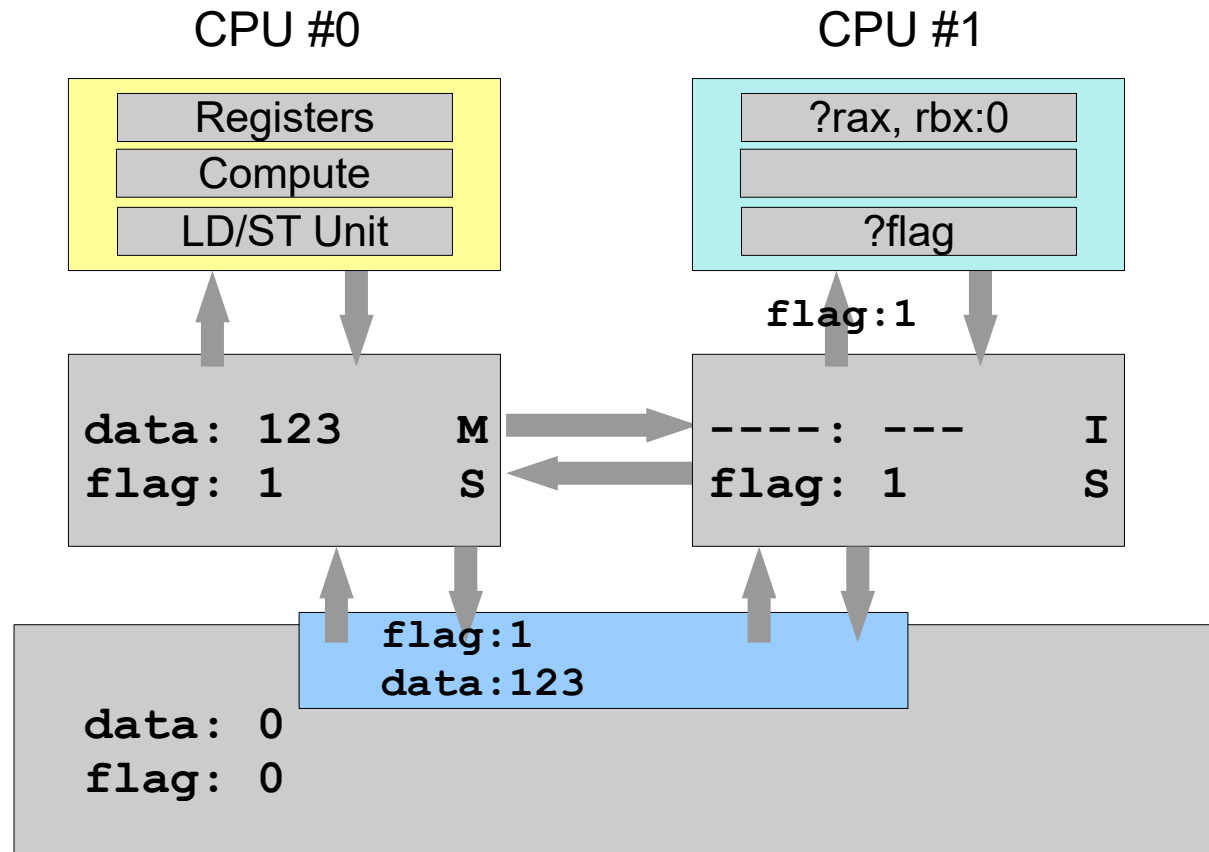 CPU #0
CPU #1
Registers
Compute
LD/ST Unit
?rax, rbx:0
?flag
flag:1
data: 123 M
flag: 1 S
----: --- I
flag: 1 S
flag:1
data:123
data: 0
flag: 0